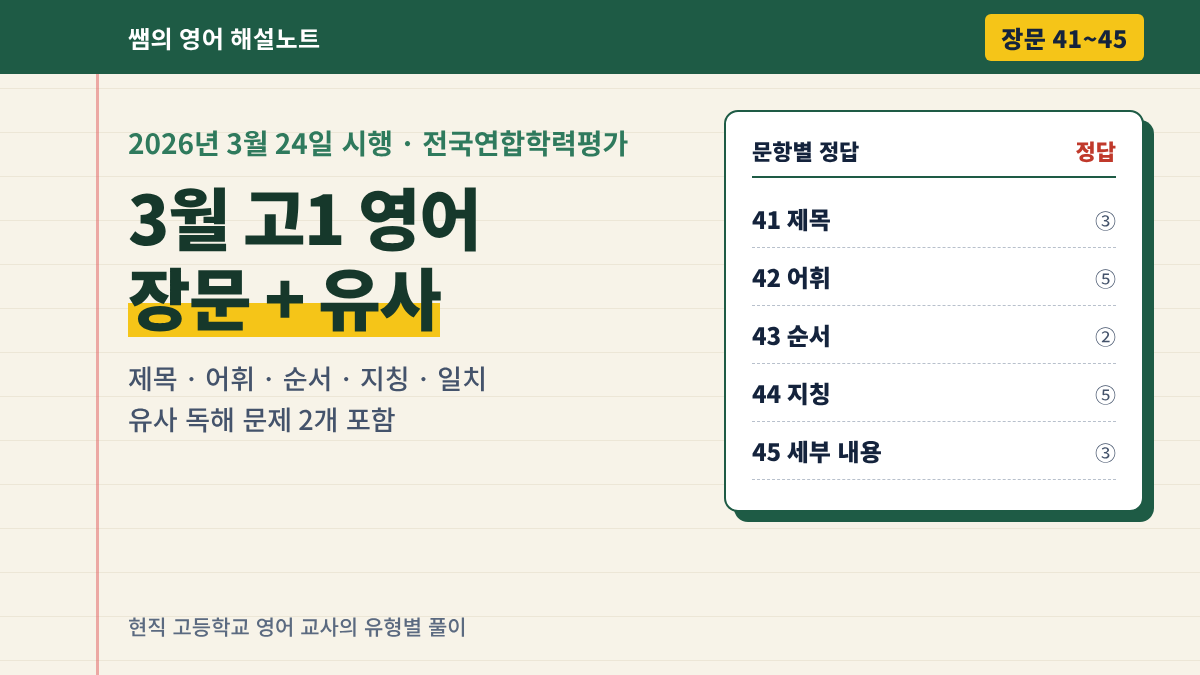 쌤의 영어 해설노트
장문 41~45
2026년 3월 24일 시행 · 전국연합학력평가
3월 고1 영어
장문 + 유사
제목 · 어휘 · 순서 · 지칭 · 일치
유사 독해 문제 2개 포함
문항별 정답 정답
41 제목 ③
42 어휘 ⑤
43 순서 ②
44 지칭 ⑤
45 세부 내용 ③
현직 고등학교 영어 교사의 유형별 풀이